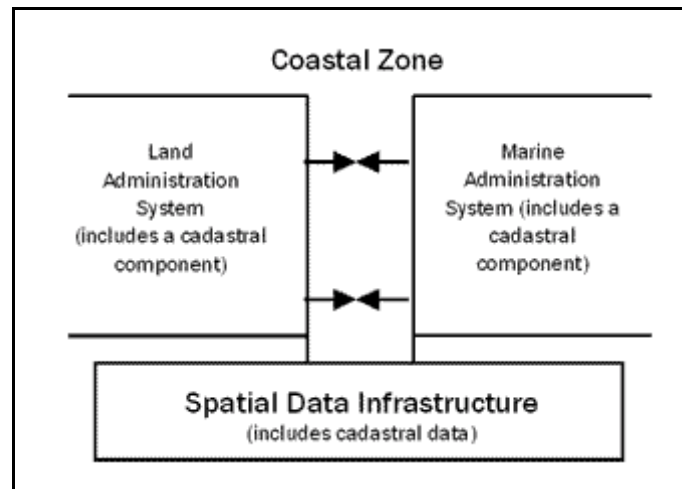 Coastal Zone
Land
Administration
System
(includes a cadastral
component)
Marine
Administration
System (includes a
cadastral
component)
Spatial Data Infrastructure
(includes cadastral data)